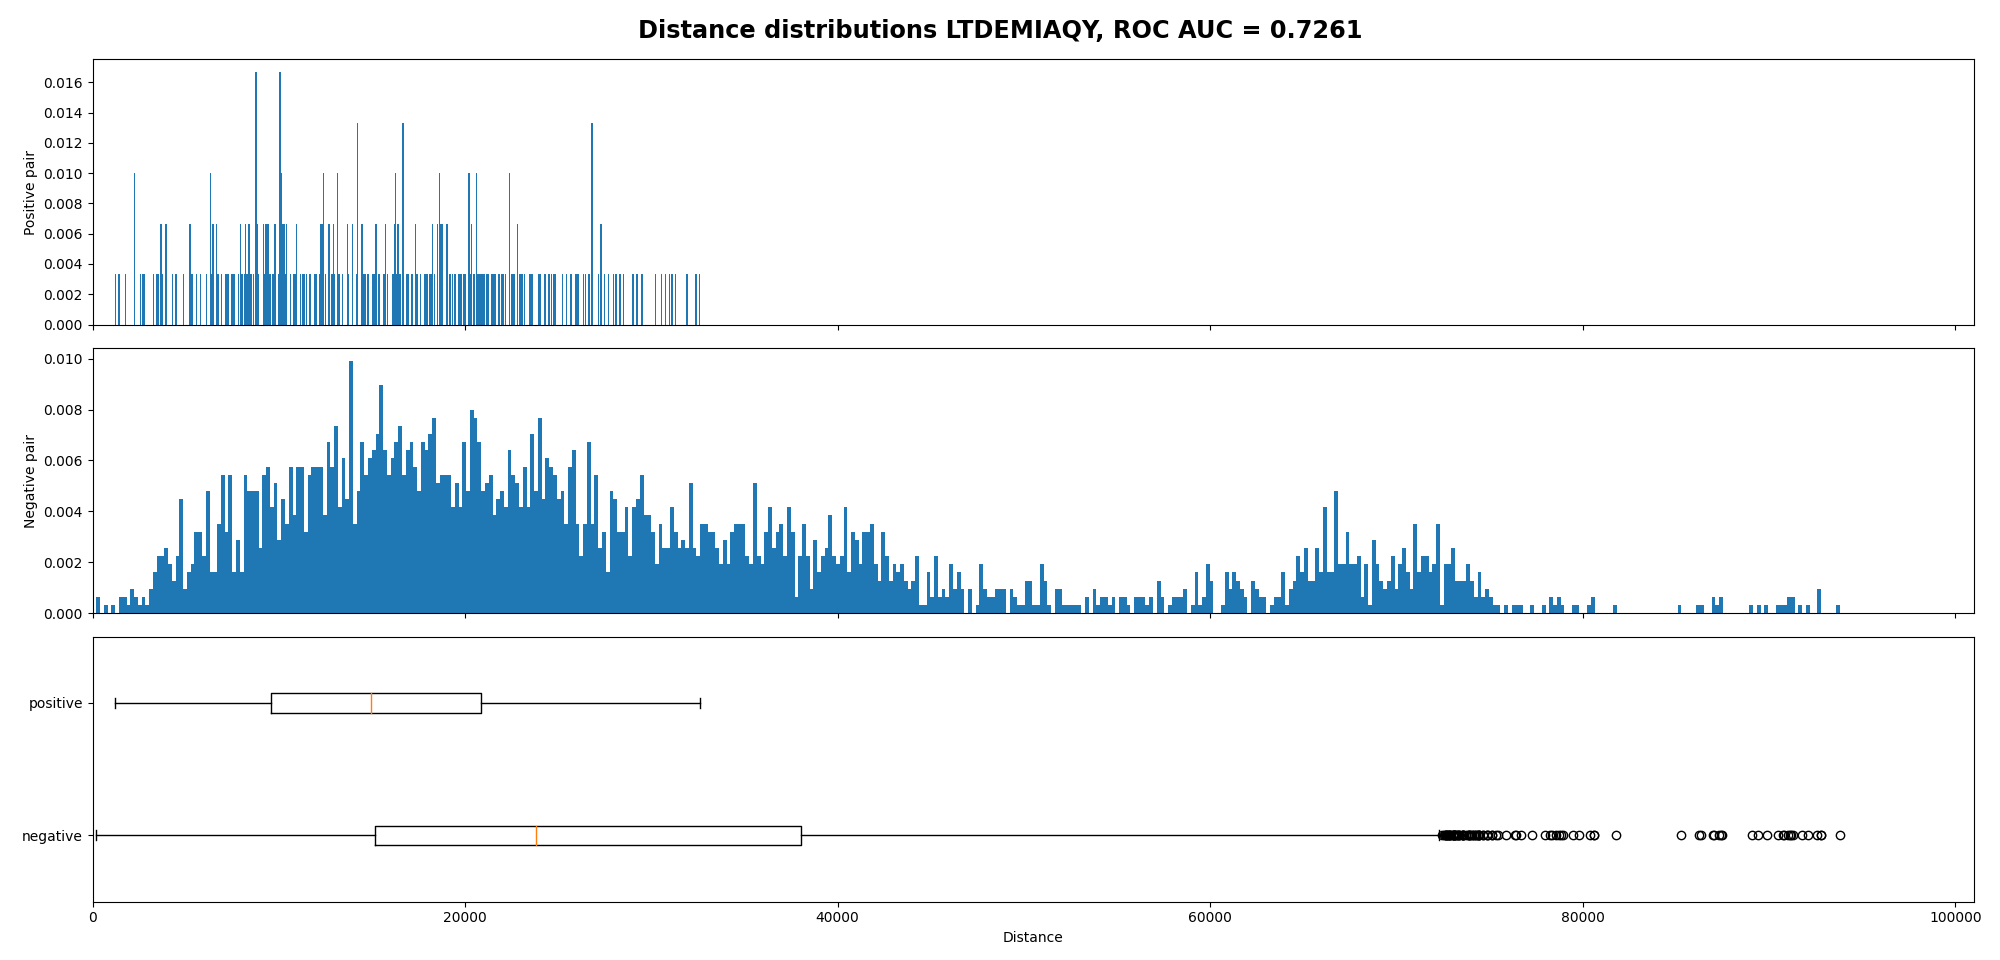 Distance distributions LTDEMIAQY, ROC AUC = 0.7261
0.016
0.014
0.012
0.010
0.008
0.006
0.004
0.002
0.000
Positive pair
0.010
0.008
0.006
0.004
0.002
0.000
Negative pair
positive
negative
0 20000 40000 60000 80000 100000
Distance